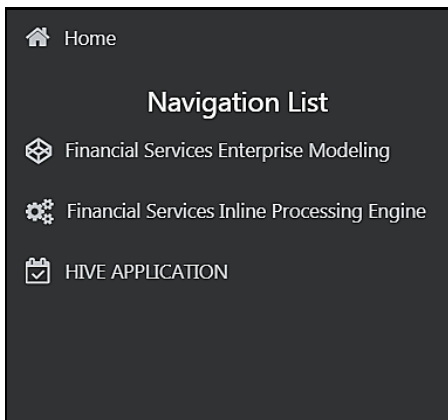 Home
Navigation List
Financial Services Enterprise Modeling
Financial Services Inline Processing Engine
HIVE APPLICATION